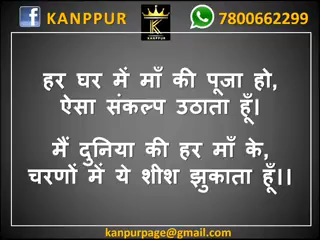 KANPPUR
KANPPUR
7800662299
हर घर में माँ की पूजा हो,
ऐसा संकल्प उठाता हूँ।
मैं दुनिया की हर माँ के,
चरणों में ये शीश झुकाता हूँ।।
kanpurpage@gmail.com